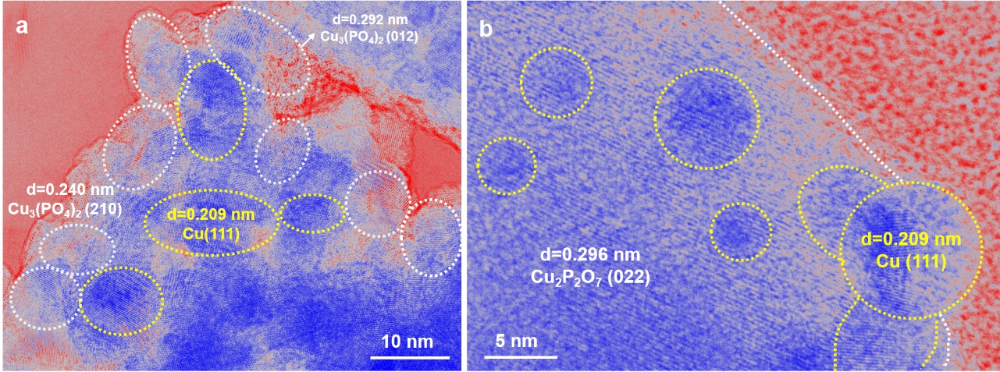 a
d=0.292 nm
Cu₃(PO₄)₂ (012)
d=0.240 nm
Cu₃(PO₄)₂ (210)
d=0.209 nm
Cu(111)
10 nm
b
d=0.296 nm
Cu₂P₂O₇ (022)
d=0.209 nm
Cu (111)
5 nm